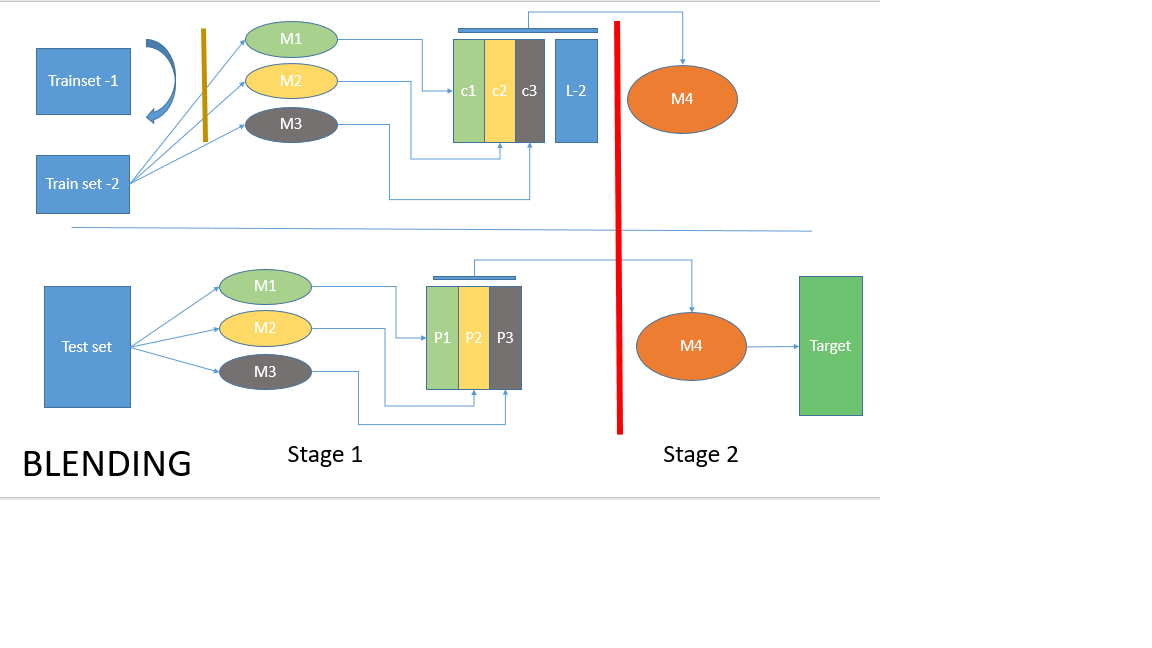 Trainset -1
Train set -2
M1
M2
M3
c1 c2 c3 L-2
M4
Test set
M1
M2
M3
P1 P2 P3
M4
Target
Stage 1
Stage 2
BLENDING